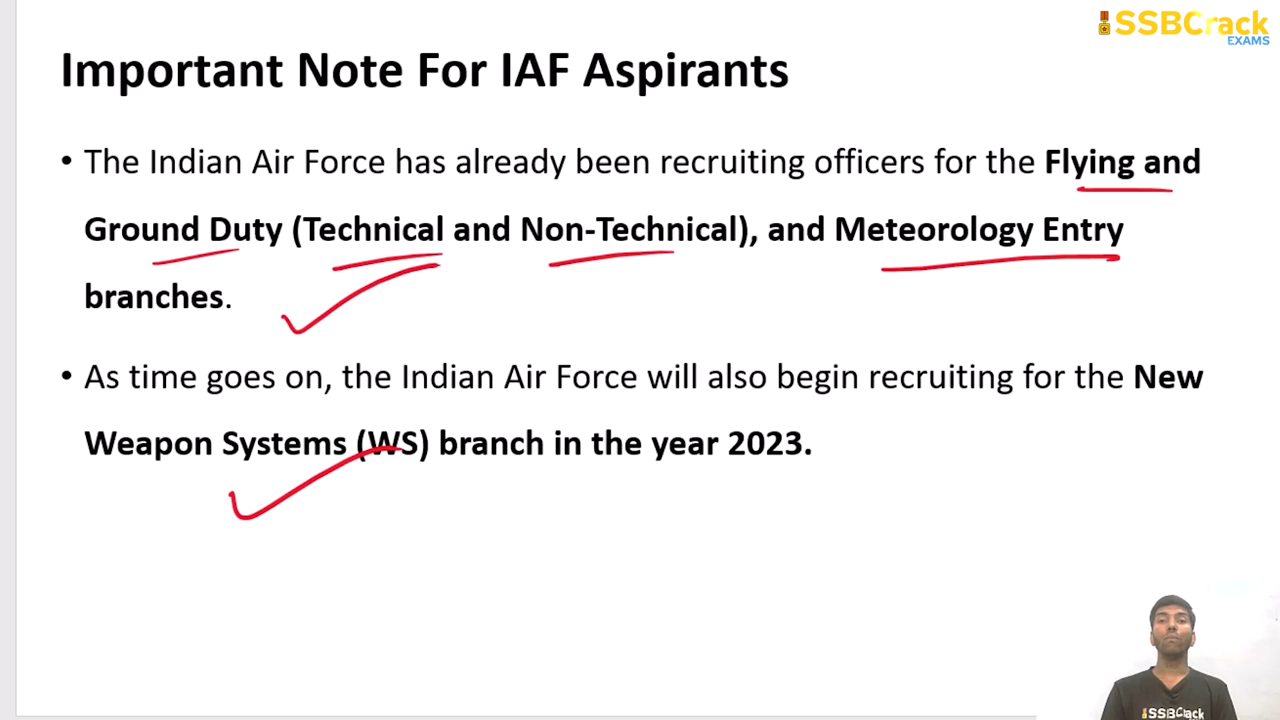 SSBCrack
EXAMS
Important Note For IAF Aspirants
• The Indian Air Force has already been recruiting officers for the Flying and
Ground Duty (Technical and Non-Technical), and Meteorology Entry
branches.
• As time goes on, the Indian Air Force will also begin recruiting for the New
Weapon Systems (WS) branch in the year 2023.
SSBCrack